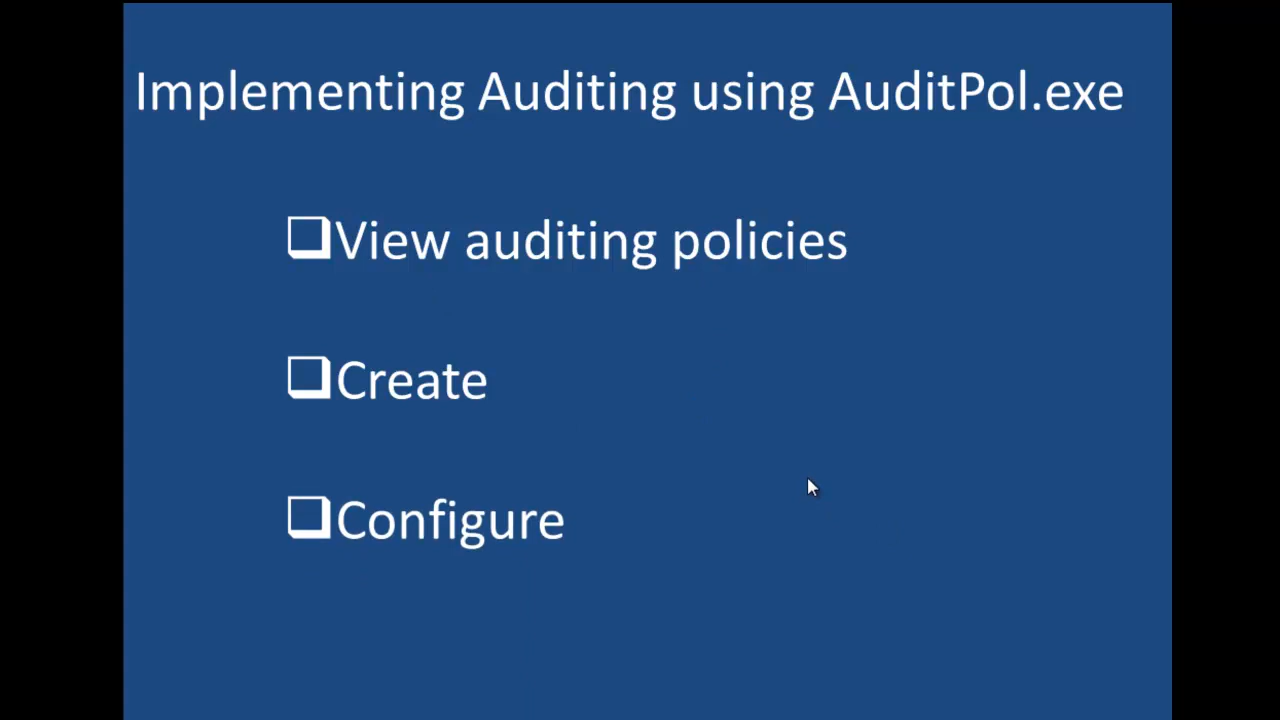 Implementing Auditing using AuditPol.exe
❑View auditing policies
❑Create
❑Configure